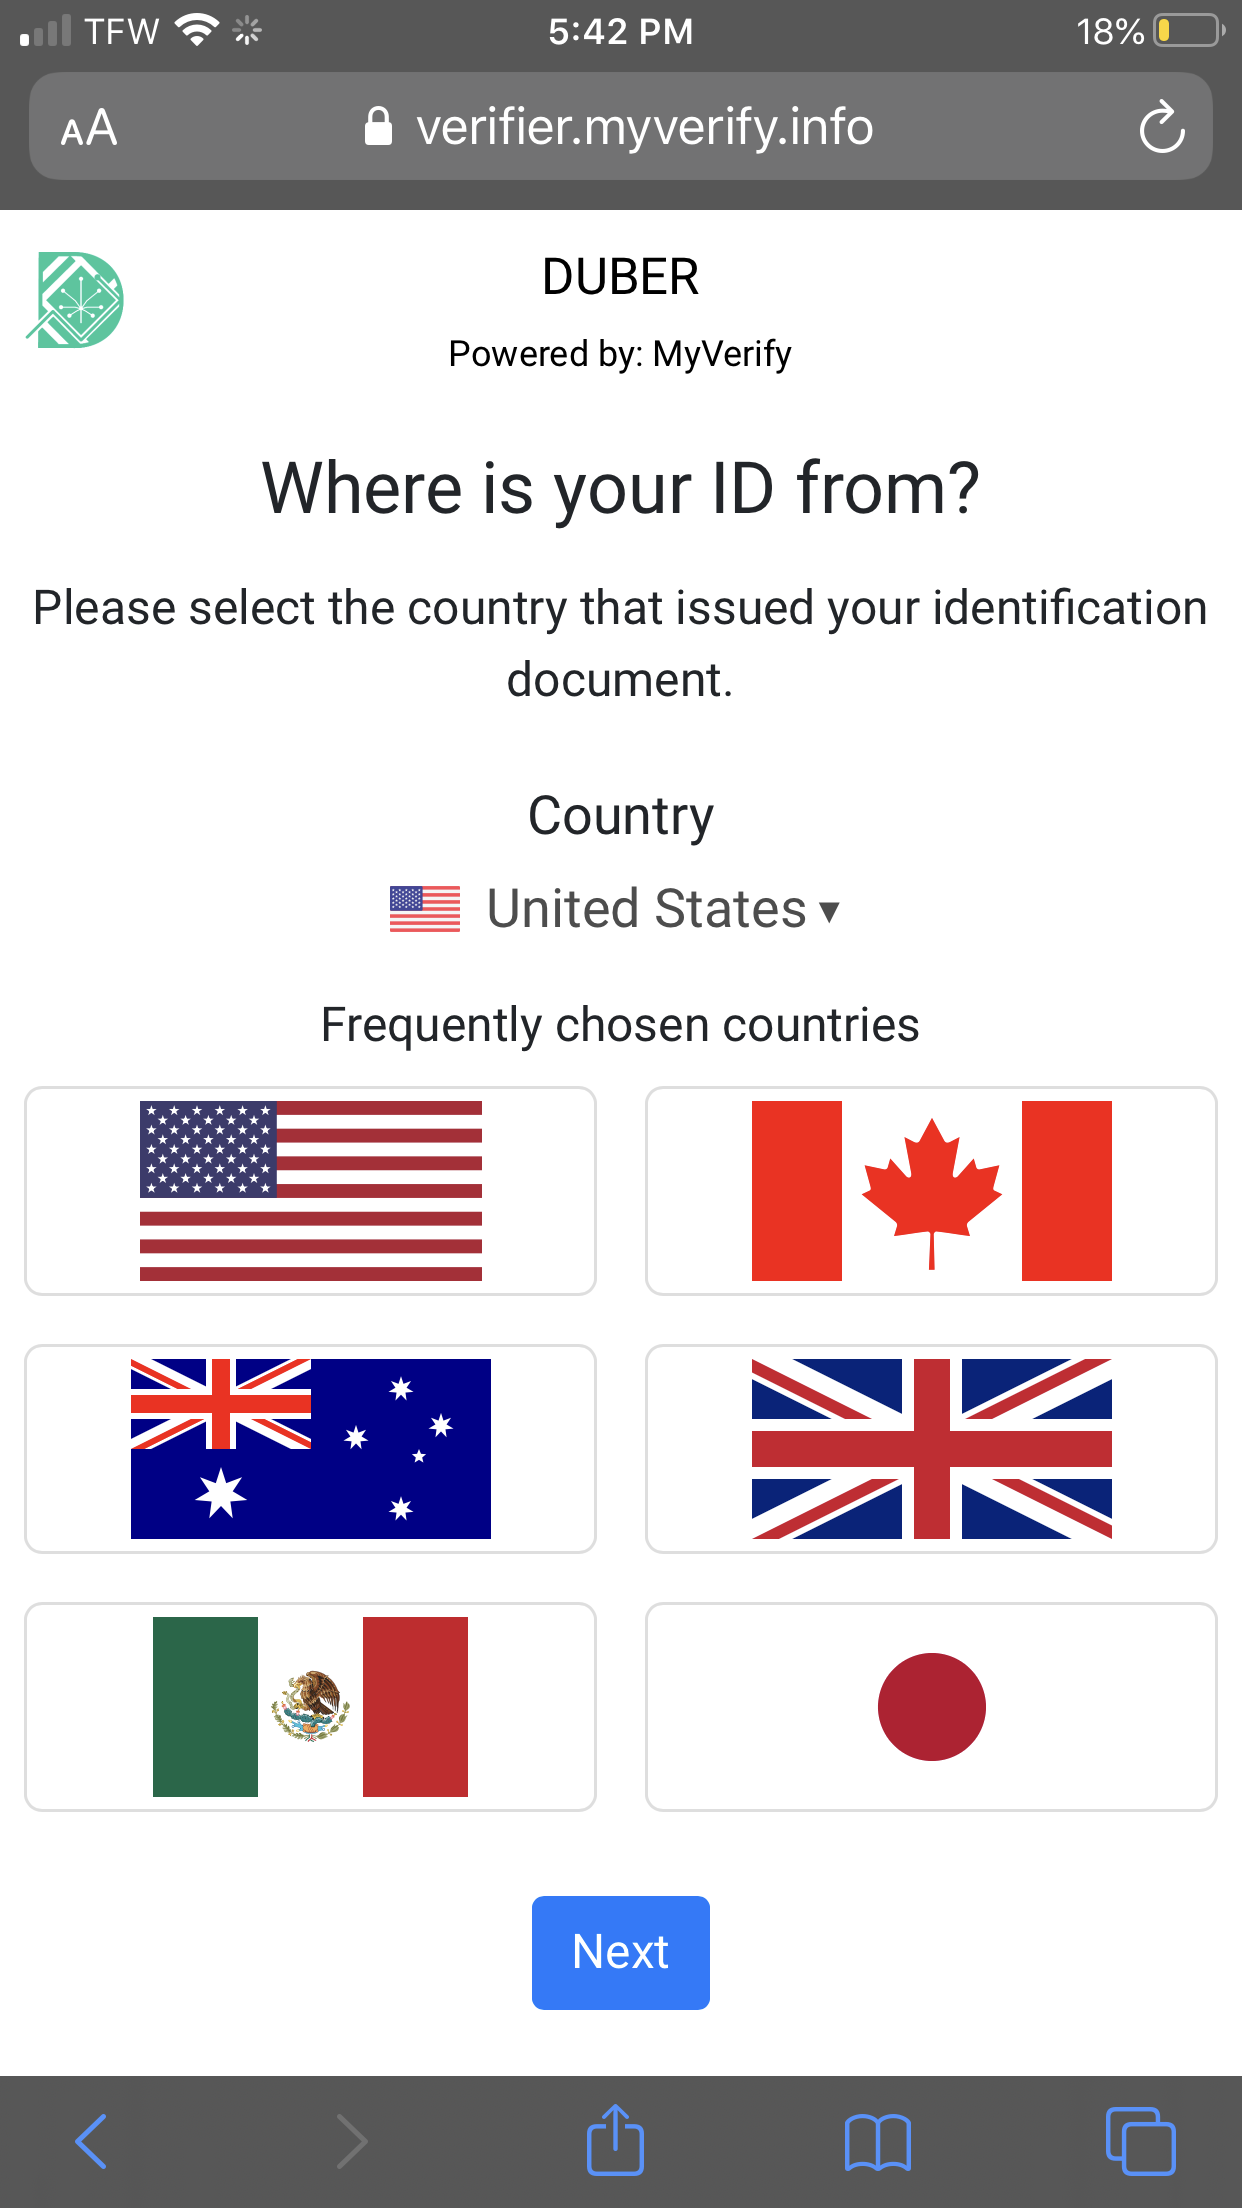 TFW 5:42 PM 18%
AA verifier.myverify.info
DUBER
Powered by: MyVerify
Where is your ID from?
Please select the country that issued your identification
document.
Country
United States ▾
Frequently chosen countries
Next